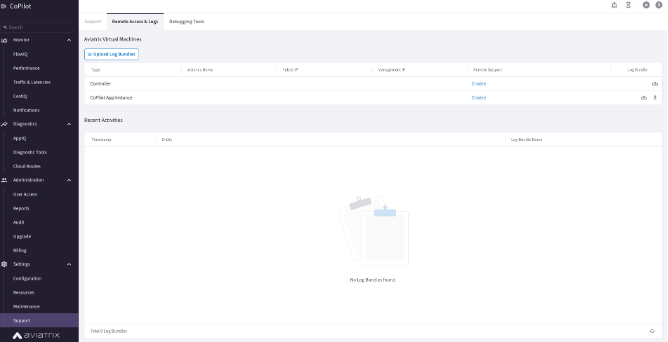 CoPilot
Search
Monitor
FlowIQ
Performance
Traffic & Latencies
CostIQ
Notifications
Diagnostics
AppIQ
Diagnostic Tools
Cloud Routes
Administration
User Access
Reports
Audit
Upgrade
Billing
Settings
Configuration
Resources
Maintenance
Support
AVIATRIX
Support
Remote Access & Logs
Debugging Tools
Aviatrix Virtual Machines
Upload Log Bundles
Type Instance Name Public IP Management IP Remote Support Log Bundle
Controller Enable
CoPilot App Instance Enable
Recent Activities
Timestamp Entity Log Bundle Name
No Log Bundles found.
Total 0 Log Bundles